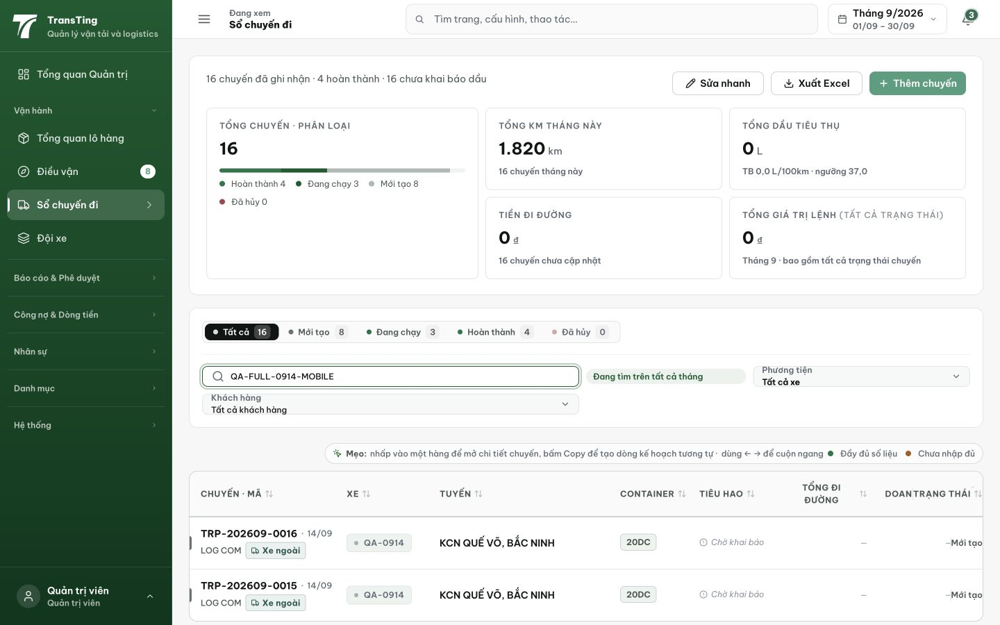 TransTing
Quản lý vận tải và logistics
Tổng quan Quản trị
Vận hành
Tổng quan lô hàng
Điều vận
8
Sổ chuyến đi
Đội xe
Báo cáo & Phê duyệt
Công nợ & Dòng tiền
Nhân sự
Danh mục
Hệ thống
Quản trị viên
Quản trị viên
Đang xem
Sổ chuyến đi
Tìm trang, cấu hình, thao tác...
Tháng 9/2026
01/09 – 30/09
3
16 chuyến đã ghi nhận · 4 hoàn thành · 16 chưa khai báo dầu
Sửa nhanh
Xuất Excel
Thêm chuyến
TỔNG CHUYẾN · PHÂN LOẠI
16
Hoàn thành 4
Đang chạy 3
Mới tạo 8
Đã hủy 0
TỔNG KM THÁNG NÀY
1.820 km
16 chuyến tháng này
TỔNG DẦU TIÊU THỤ
0 L
TB 0,0 L/100km · ngưỡng 37,0
TIỀN ĐI ĐƯỜNG
0 ₫
16 chuyến chưa cập nhật
TỔNG GIÁ TRỊ LỆNH (TẤT CẢ TRẠNG THÁI)
0 ₫
Tháng 9 · bao gồm tất cả trạng thái chuyến
Tất cả 16
Mới tạo 8
Đang chạy 3
Hoàn thành 4
Đã hủy 0
QA-FULL-0914-MOBILE
Đang tìm trên tất cả tháng
Phương tiện
Tất cả xe
Khách hàng
Tất cả khách hàng
Mẹo: nhấp vào một hàng để mở chi tiết chuyến, bấm Copy để tạo dòng kế hoạch tương tự · dùng ← → để cuộn ngang
Đầy đủ số liệu
Chưa nhập đủ
CHUYẾN · MÃ
XE
TUYẾN
CONTAINER
TIÊU HAO
TỔNG ĐI
ĐƯỜNG
DOAN
TRẠNG THÁI
TRP-202609-0016 · 14/09
LOG COM
Xe ngoài
QA-0914
KCN QUẾ VÕ, BẮC NINH
20DC
Chờ khai báo
–
–
Mới tạo
TRP-202609-0015 · 14/09
LOG COM
Xe ngoài
QA-0914
KCN QUẾ VÕ, BẮC NINH
20DC
Chờ khai báo
–
–
Mới tạo